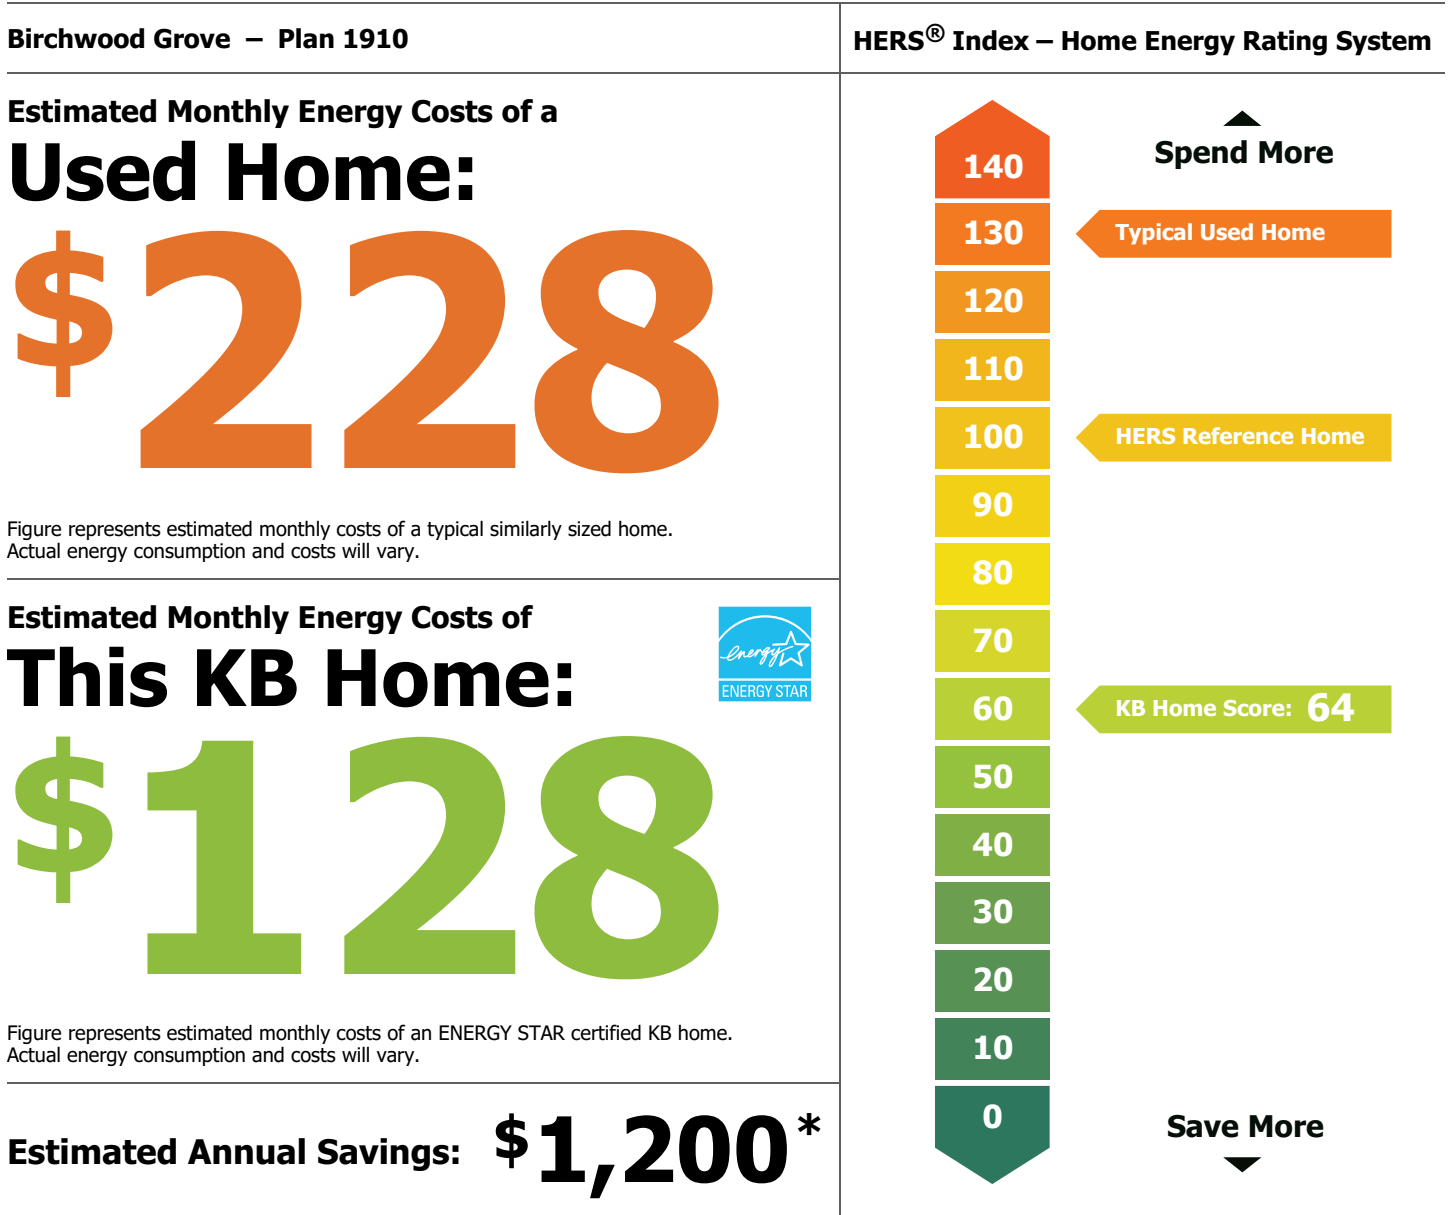 Birchwood Grove – Plan 1910
Estimated Monthly Energy Costs of a
Used Home:
$228
Figure represents estimated monthly costs of a typical similarly sized home.
Actual energy consumption and costs will vary.
Estimated Monthly Energy Costs of
This KB Home:
energy
ENERGY STAR
$128
Figure represents estimated monthly costs of an ENERGY STAR certified KB home.
Actual energy consumption and costs will vary.
Estimated Annual Savings: $1,200*
HERS® Index – Home Energy Rating System
Spend More
140
130 Typical Used Home
120
110
100 HERS Reference Home
90
80
70
60 KB Home Score: 64
50
40
30
20
10
0
Save More